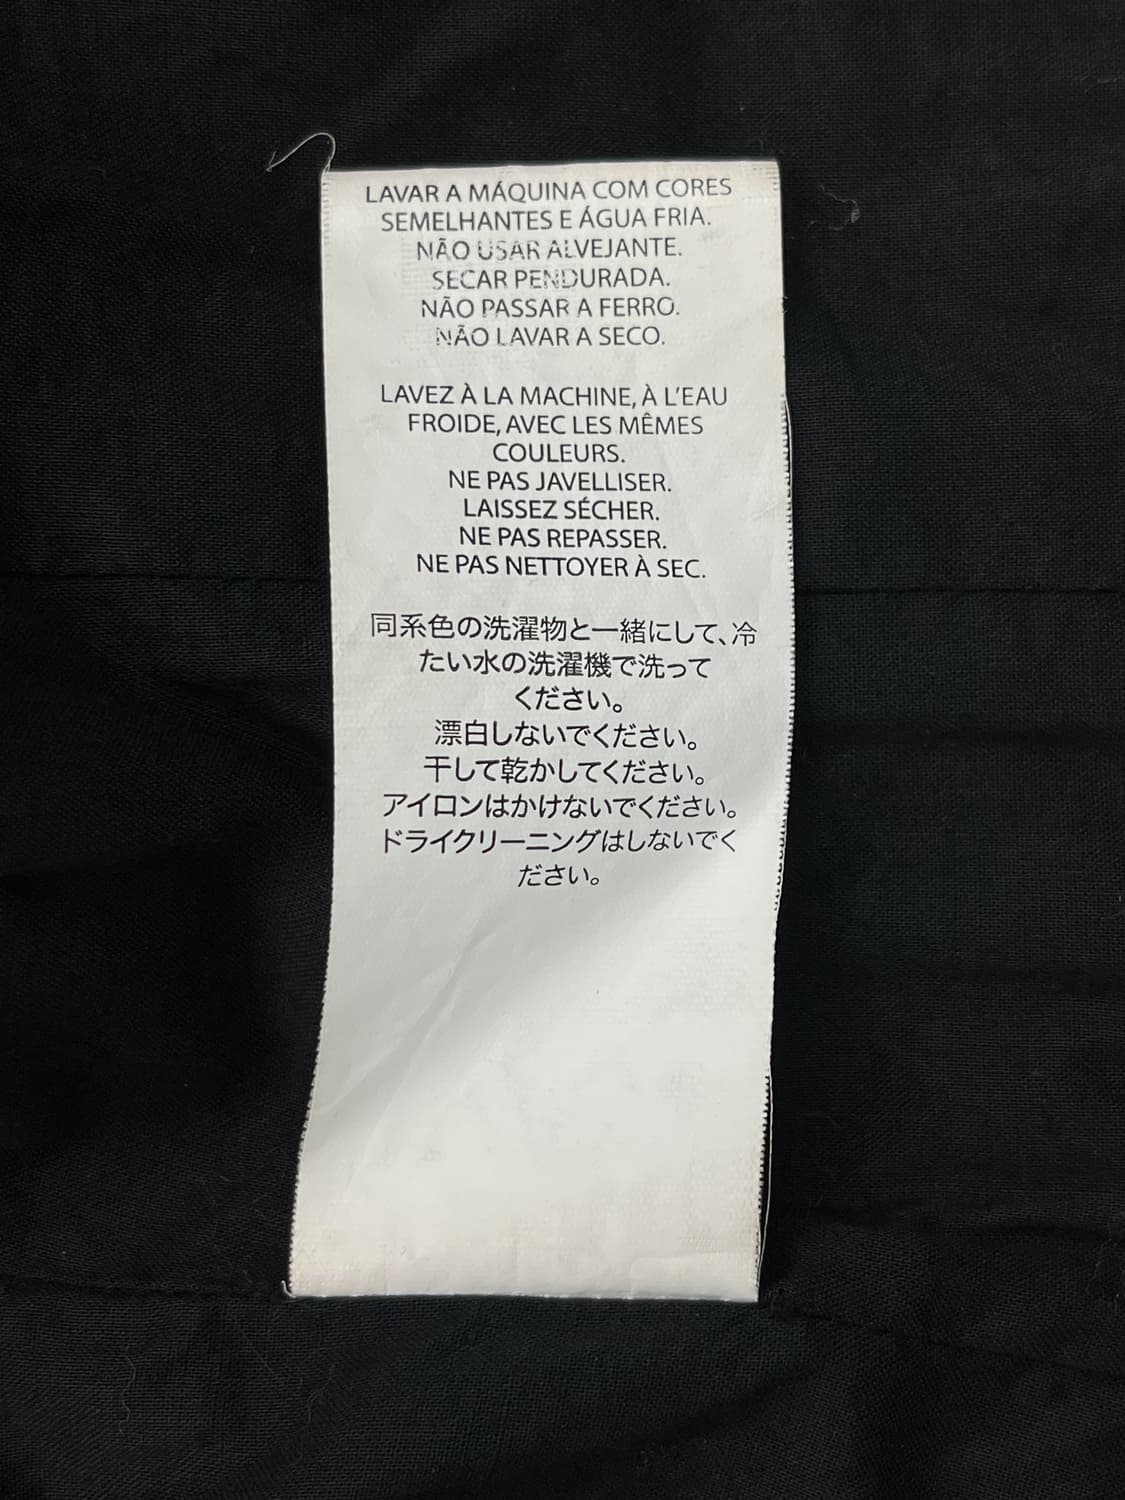 LAVAR A MÁQUINA COM CORES
SEMELHANTES E ÁGUA FRIA.
NÃO USAR ALVEJANTE.
SECAR PENDURADA.
NÃO PASSAR A FERRO.
NÃO LAVAR A SECO.
LAVEZ À LA MACHINE, À L'EAU
FROIDE, AVEC LES MÊMES
COULEURS.
NE PAS JAVELLISER.
LAISSEZ SÉCHER.
NE PAS REPASSER.
NE PAS NETTOYER À SEC.
同系色の洗濯物と一緒にして、冷
たい水の洗濯機で洗って
ください。
漂白しないでください。
干して乾かしてください。
アイロンはかけないでください。
ドライクリーニングはしないでく
ださい。